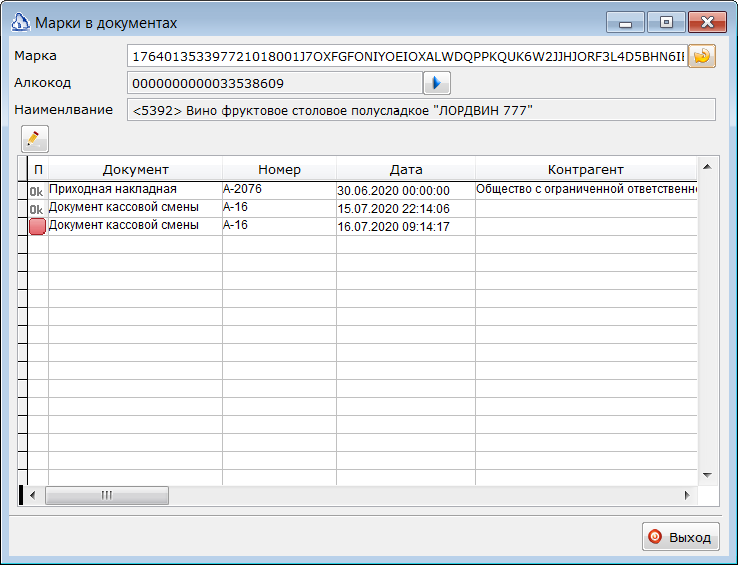 Марки в документах
Марка 176401353397721018001J7OXFGFONIYOEIOXALWDQPPKQUK6W2JJHJORF3L4D5BHN6I
Алкокод 0000000000033538609
Наименлвание <5392> Вино фруктовое столовое полусладкое "ЛОРДВИН 777"
П Документ Номер Дата Контрагент
Ok Приходная накладная А-2076 30.06.2020 00:00:00 Общество с ограниченной ответственно
Ok Документ кассовой смены А-16 15.07.2020 22:14:06
Документ кассовой смены А-16 16.07.2020 09:14:17
Выход